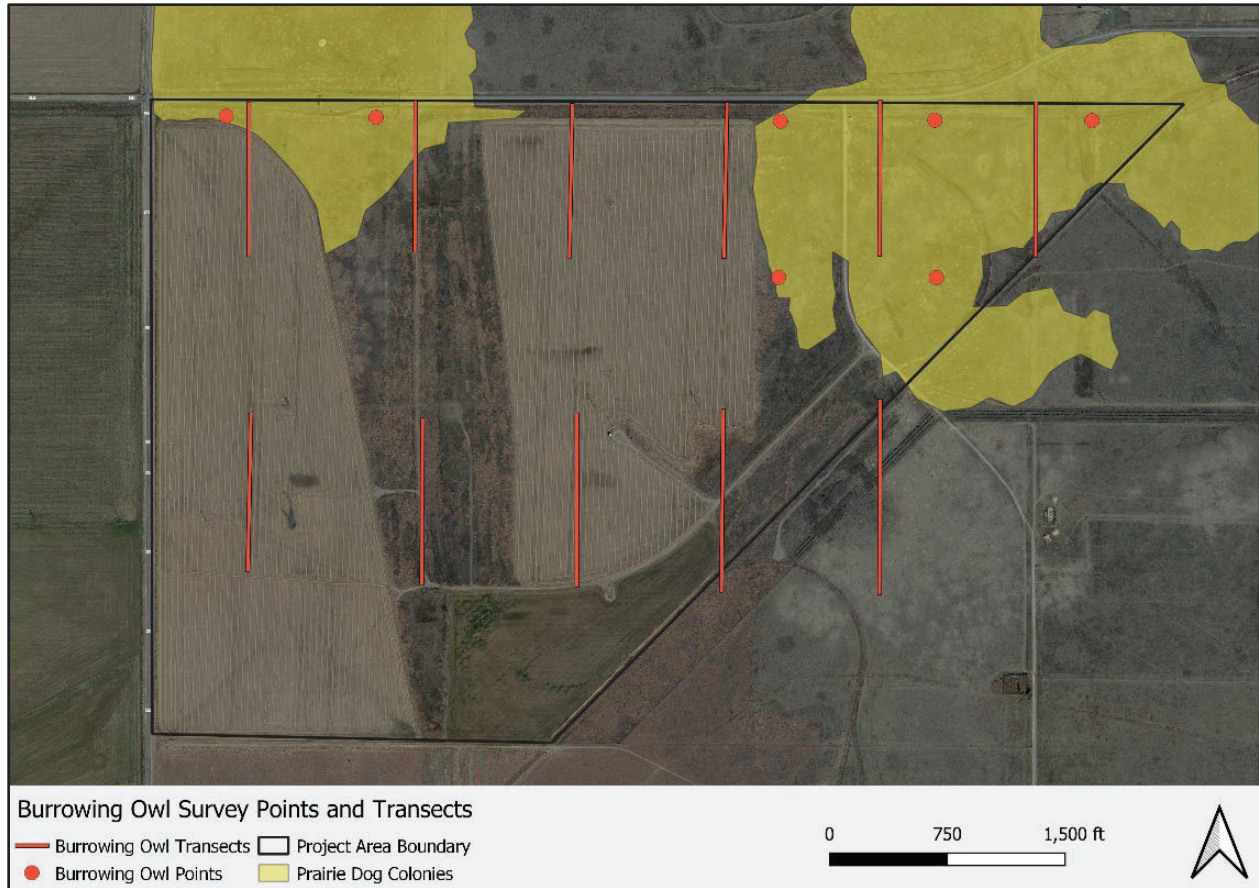 Burrowing Owl Survey Points and Transects
Burrowing Owl Transects
Project Area Boundary
Burrowing Owl Points
Prairie Dog Colonies
0 750 1,500 ft